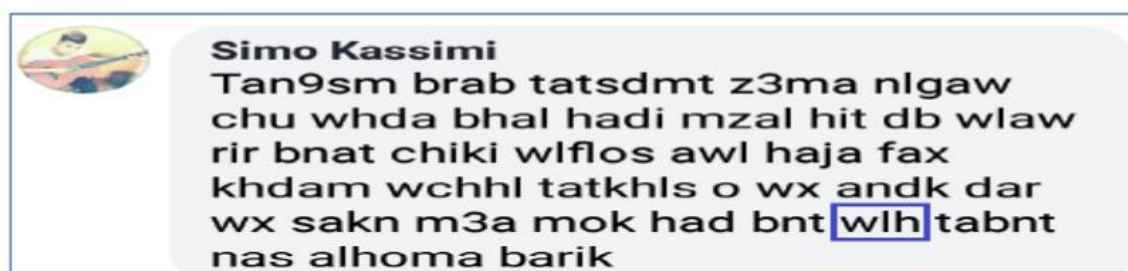 Simo Kassimi
Tan9sm brab tatsdmt z3ma nlgaw
chu whda bhal hadi mzal hit db wlaw
rir bnat chiki wlflos awl haja fax
khdam wchhl tatkhls o wx andk dar
wx sakn m3a mok had bnt wlh tabnt
nas alhoma barik